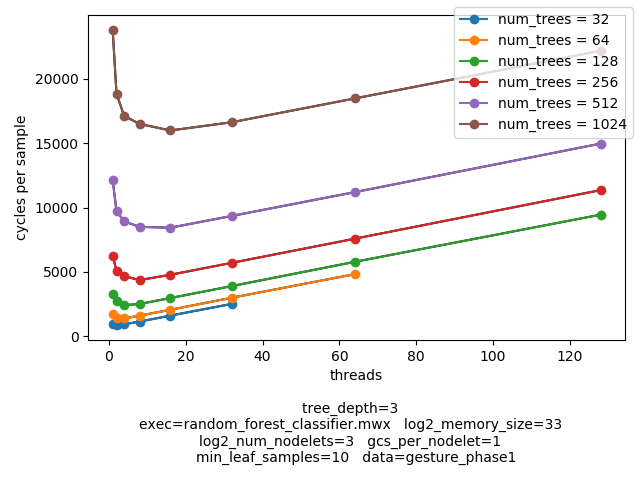 num_trees = 32
num_trees = 64
num_trees = 128
num_trees = 256
num_trees = 512
num_trees = 1024
20000
15000
10000
5000
0
cycles per sample
0 20 40 60 80 100 120
threads
tree_depth=3
exec=random_forest_classifier.mwx log2_memory_size=33
log2_num_nodelets=3 gcs_per_nodelet=1
min_leaf_samples=10 data=gesture_phase1